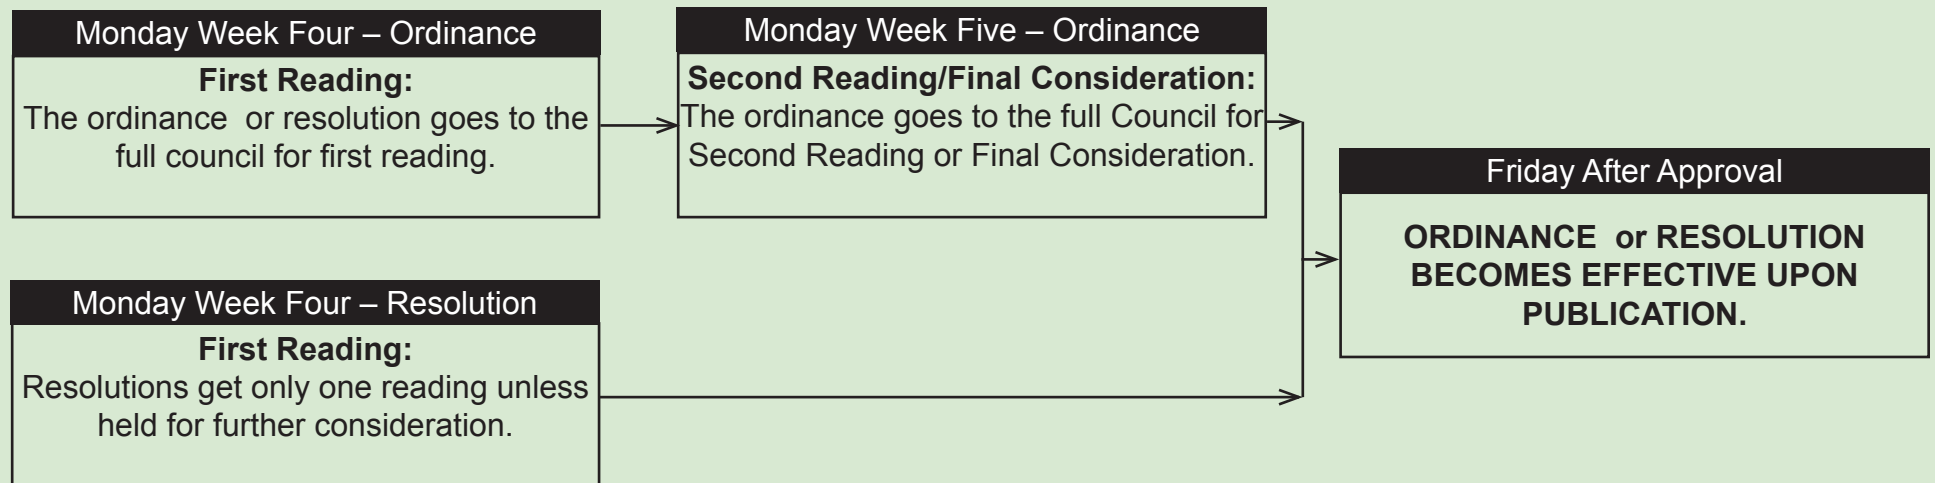 Monday Week Four – Ordinance
First Reading:
The ordinance  or resolution goes to the
full council for first reading.
Monday Week Five – Ordinance
Second Reading/Final Consideration:
The ordinance goes to the full Council for
Second Reading or Final Consideration.
Friday After Approval
ORDINANCE  or RESOLUTION
BECOMES EFFECTIVE UPON
PUBLICATION.
Monday Week Four – Resolution
First Reading:
Resolutions get only one reading unless
held for further consideration.